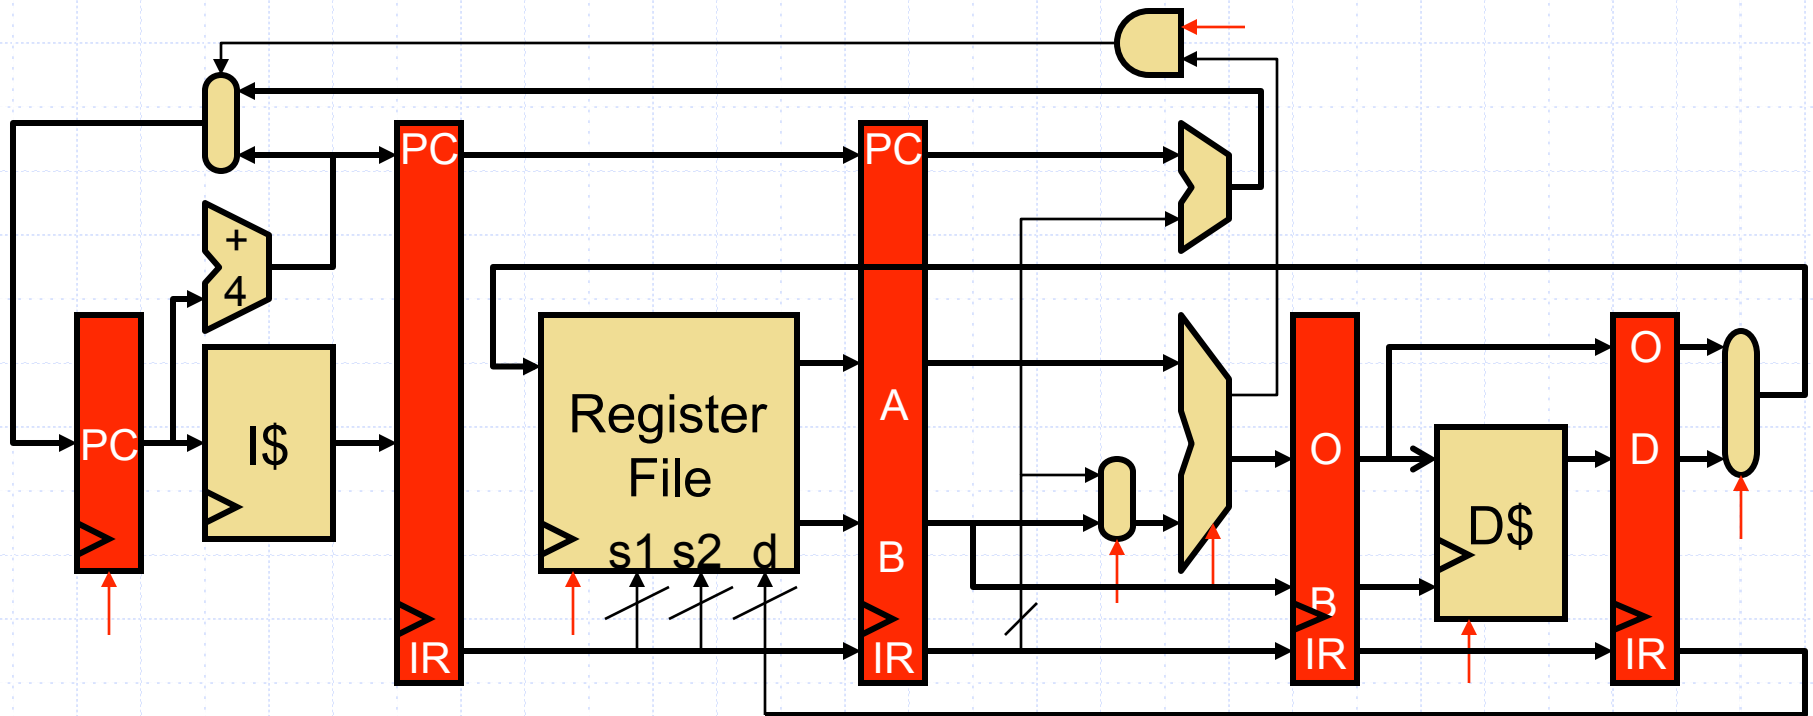 PC
PC
+
4
O
PC
I$
Register
File
A
O
D
D$
s1 s2 d
B
B
IR
IR
IR
IR